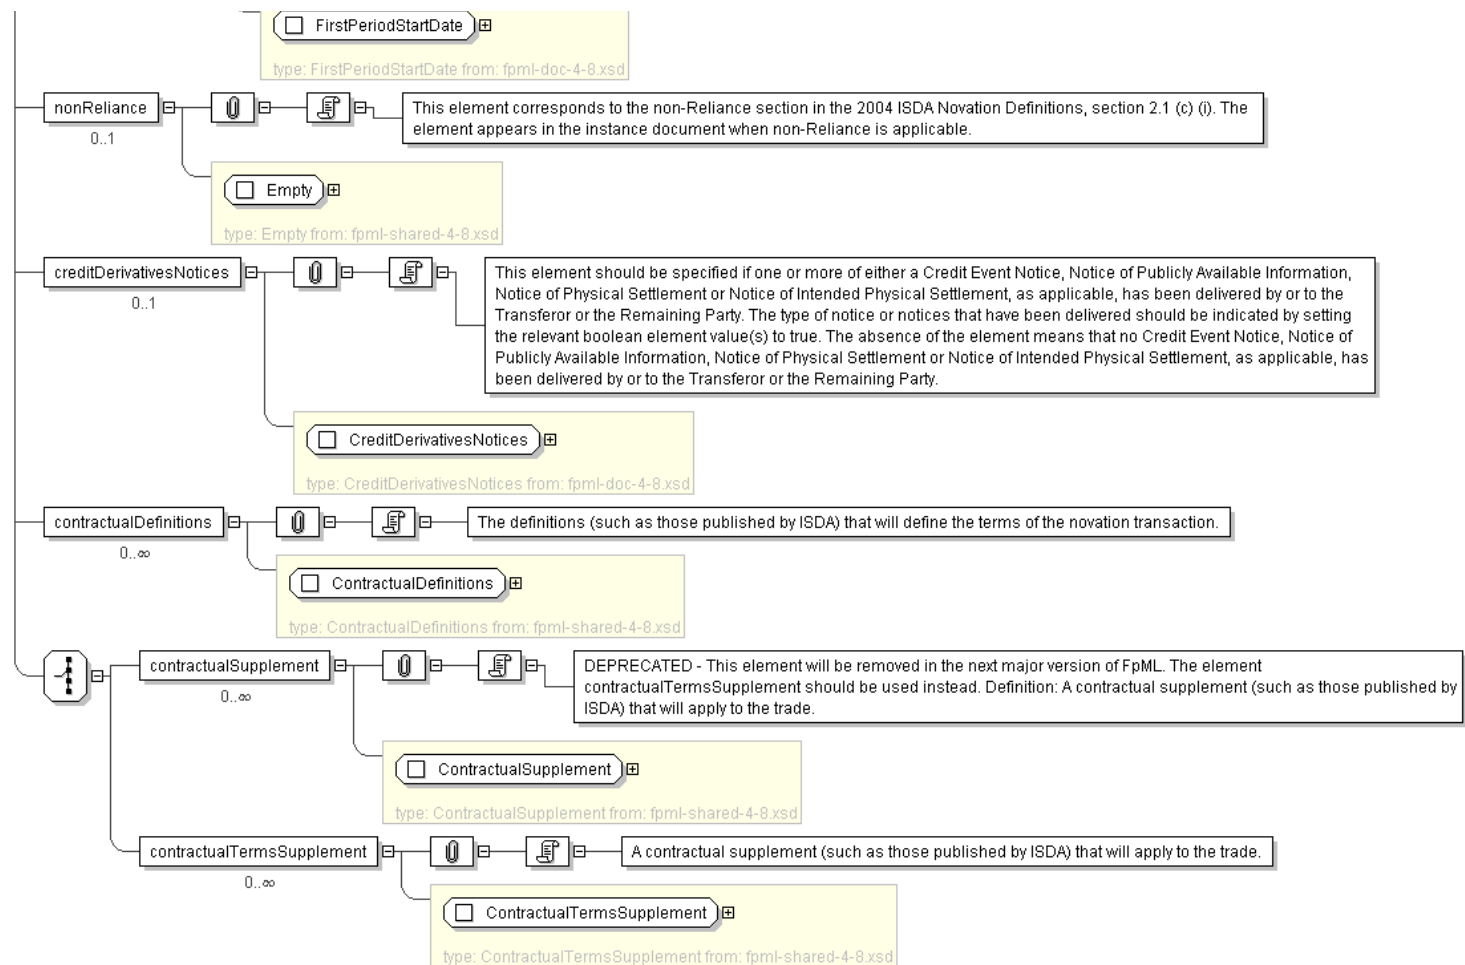 FirstPeriodStartDate
type: FirstPeriodStartDate from: fpml-doc-4-8.xsd
nonReliance
0..1
This element corresponds to the non-Reliance section in the 2004 ISDA Novation Definitions, section 2.1 (c) (i). The
element appears in the instance document when non-Reliance is applicable.
Empty
type: Empty from: fpml-shared-4-8.xsd
creditDerivativesNotices
0..1
This element should be specified if one or more of either a Credit Event Notice, Notice of Publicly Available Information,
Notice of Physical Settlement or Notice of Intended Physical Settlement, as applicable, has been delivered by or to the
Transferor or the Remaining Party. The type of notice or notices that have been delivered should be indicated by setting
the relevant boolean element value(s) to true. The absence of the element means that no Credit Event Notice, Notice of
Publicly Available Information, Notice of Physical Settlement or Notice of Intended Physical Settlement, as applicable, has
been delivered by or to the Transferor or the Remaining Party.
CreditDerivativesNotices
type: CreditDerivativesNotices from: fpml-doc-4-8.xsd
contractualDefinitions
0..∞
The definitions (such as those published by ISDA) that will define the terms of the novation transaction.
ContractualDefinitions
type: ContractualDefinitions from: fpml-shared-4-8.xsd
contractualSupplement
0..∞
DEPRECATED - This element will be removed in the next major version of FpML. The element
contractualTermsSupplement should be used instead. Definition: A contractual supplement (such as those published by
ISDA) that will apply to the trade.
ContractualSupplement
type: ContractualSupplement from: fpml-shared-4-8.xsd
contractualTermsSupplement
0..∞
A contractual supplement (such as those published by ISDA) that will apply to the trade.
ContractualTermsSupplement
type: ContractualTermsSupplement from: fpml-shared-4-8.xsd